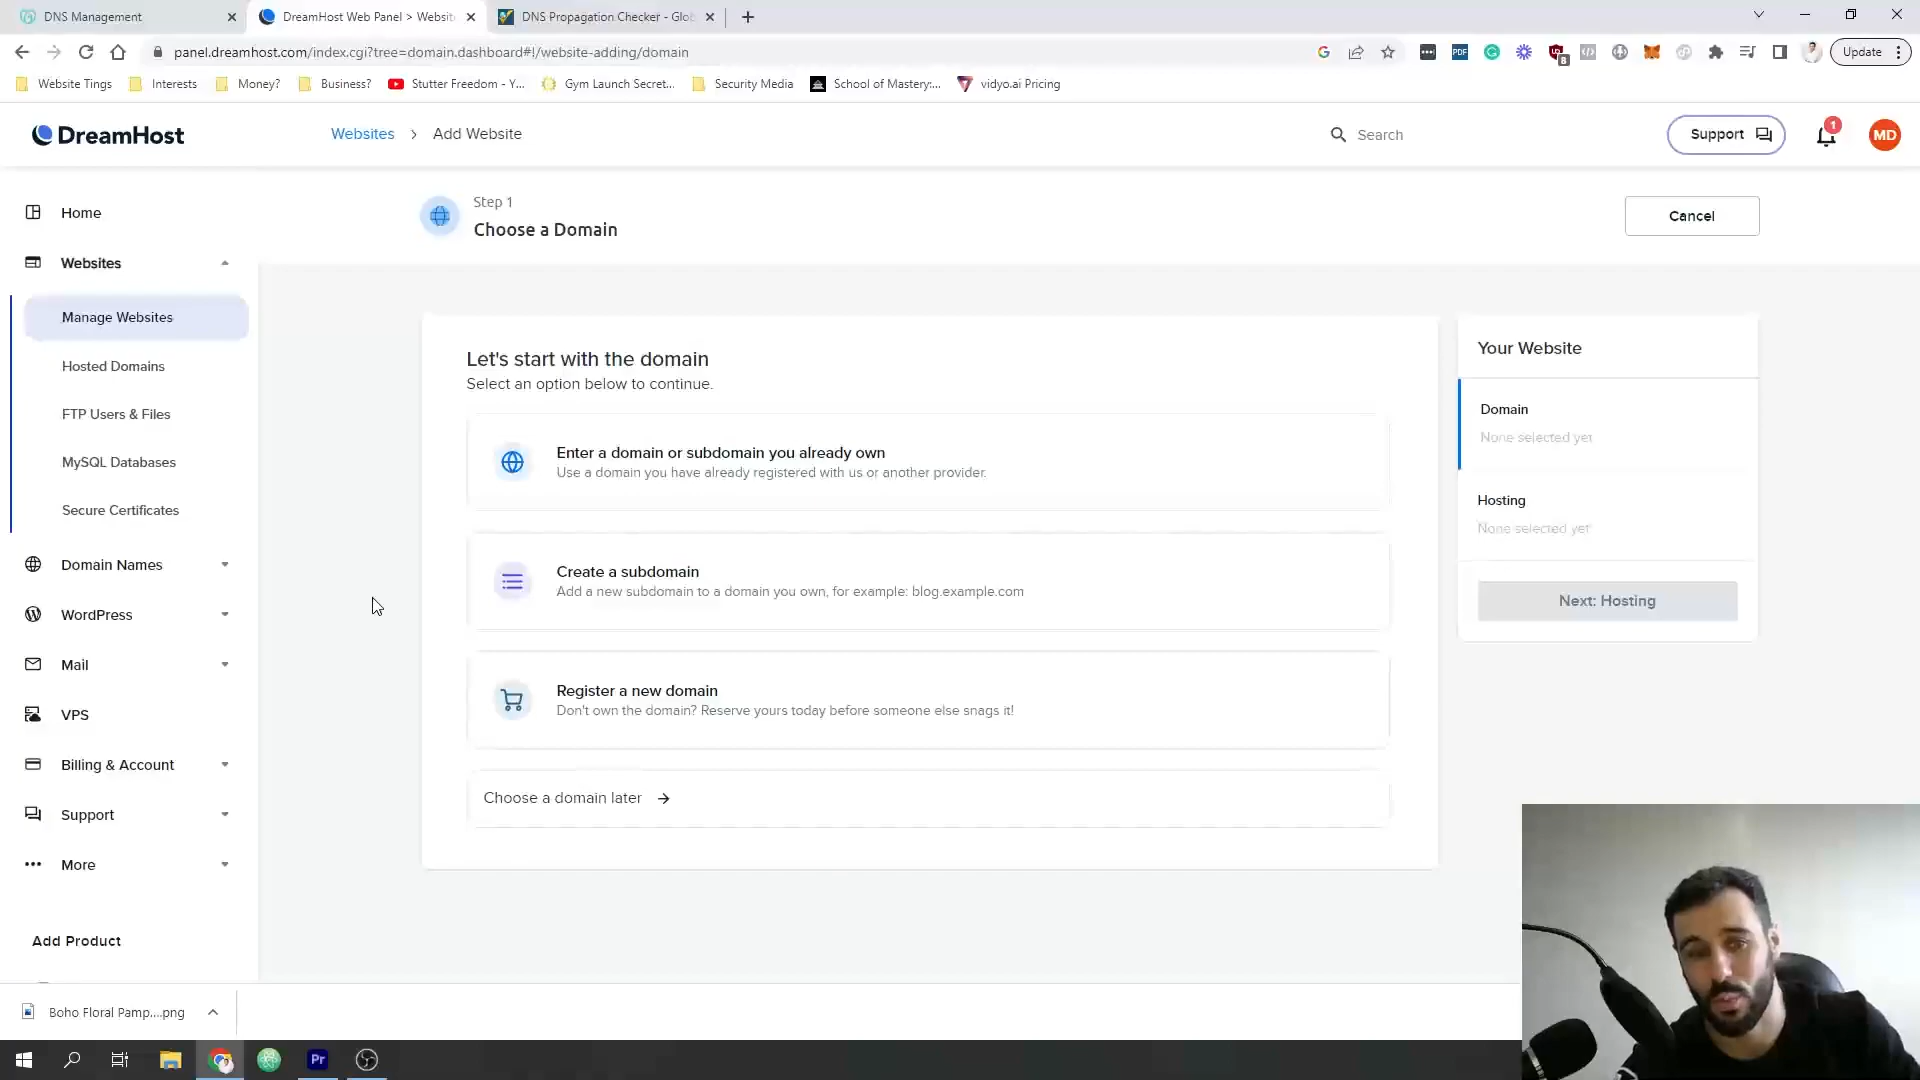 DNS Management
DreamHost Web Panel > Websit
DNS Propagation Checker - Glo
panel.dreamhost.com/index.cgi?tree=domain.dashboard#!/website-adding/domain
8
Update
Website Tings
Interests
Money?
Business?
Stutter Freedom - Y...
Gym Launch Secret...
Security Media
School of Mastery:...
vidyo.ai Pricing
DreamHost
Websites > Add Website
Search
Support
1
MD
Home
Websites
Manage Websites
Hosted Domains
FTP Users & Files
MySQL Databases
Secure Certificates
Domain Names
WordPress
Mail
VPS
Billing & Account
Support
More
Add Product
Step 1
Choose a Domain
Cancel
Let's start with the domain
Select an option below to continue.
Enter a domain or subdomain you already own
Use a domain you have already registered with us or another provider.
Create a subdomain
Add a new subdomain to a domain you own, for example: blog.example.com
Register a new domain
Don't own the domain? Reserve yours today before someone else snags it!
Choose a domain later
Your Website
Domain
None selected yet
Hosting
None selected yet
Next: Hosting
Boho Floral Pamp....png
Pr